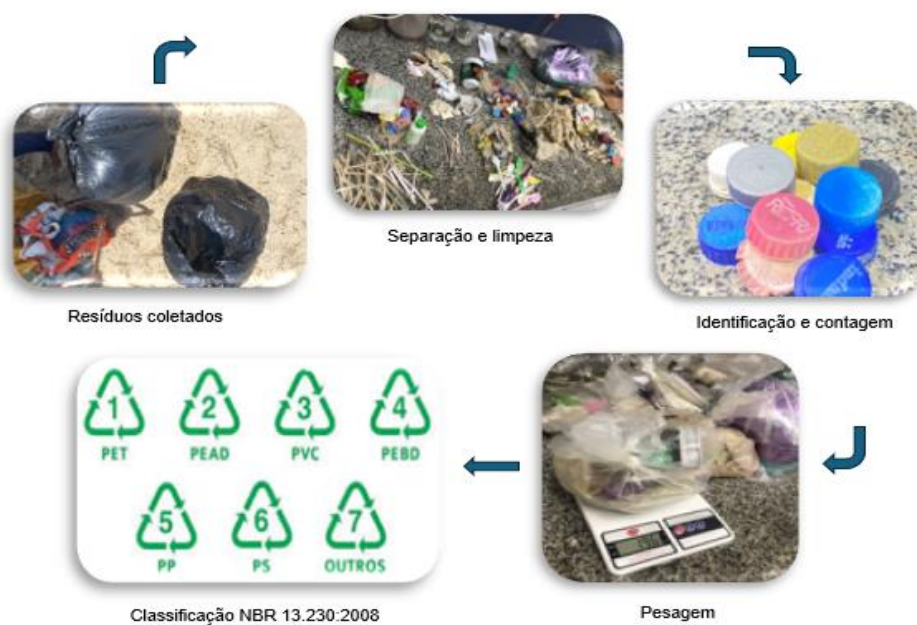 Resíduos coletados
Separação e limpeza
Identificação e contagem
Pesagem
Classificação NBR 13.230:2008
1
PET
2
PEAD
3
PVC
4
PEBD
5
PP
6
PS
7
OUTROS